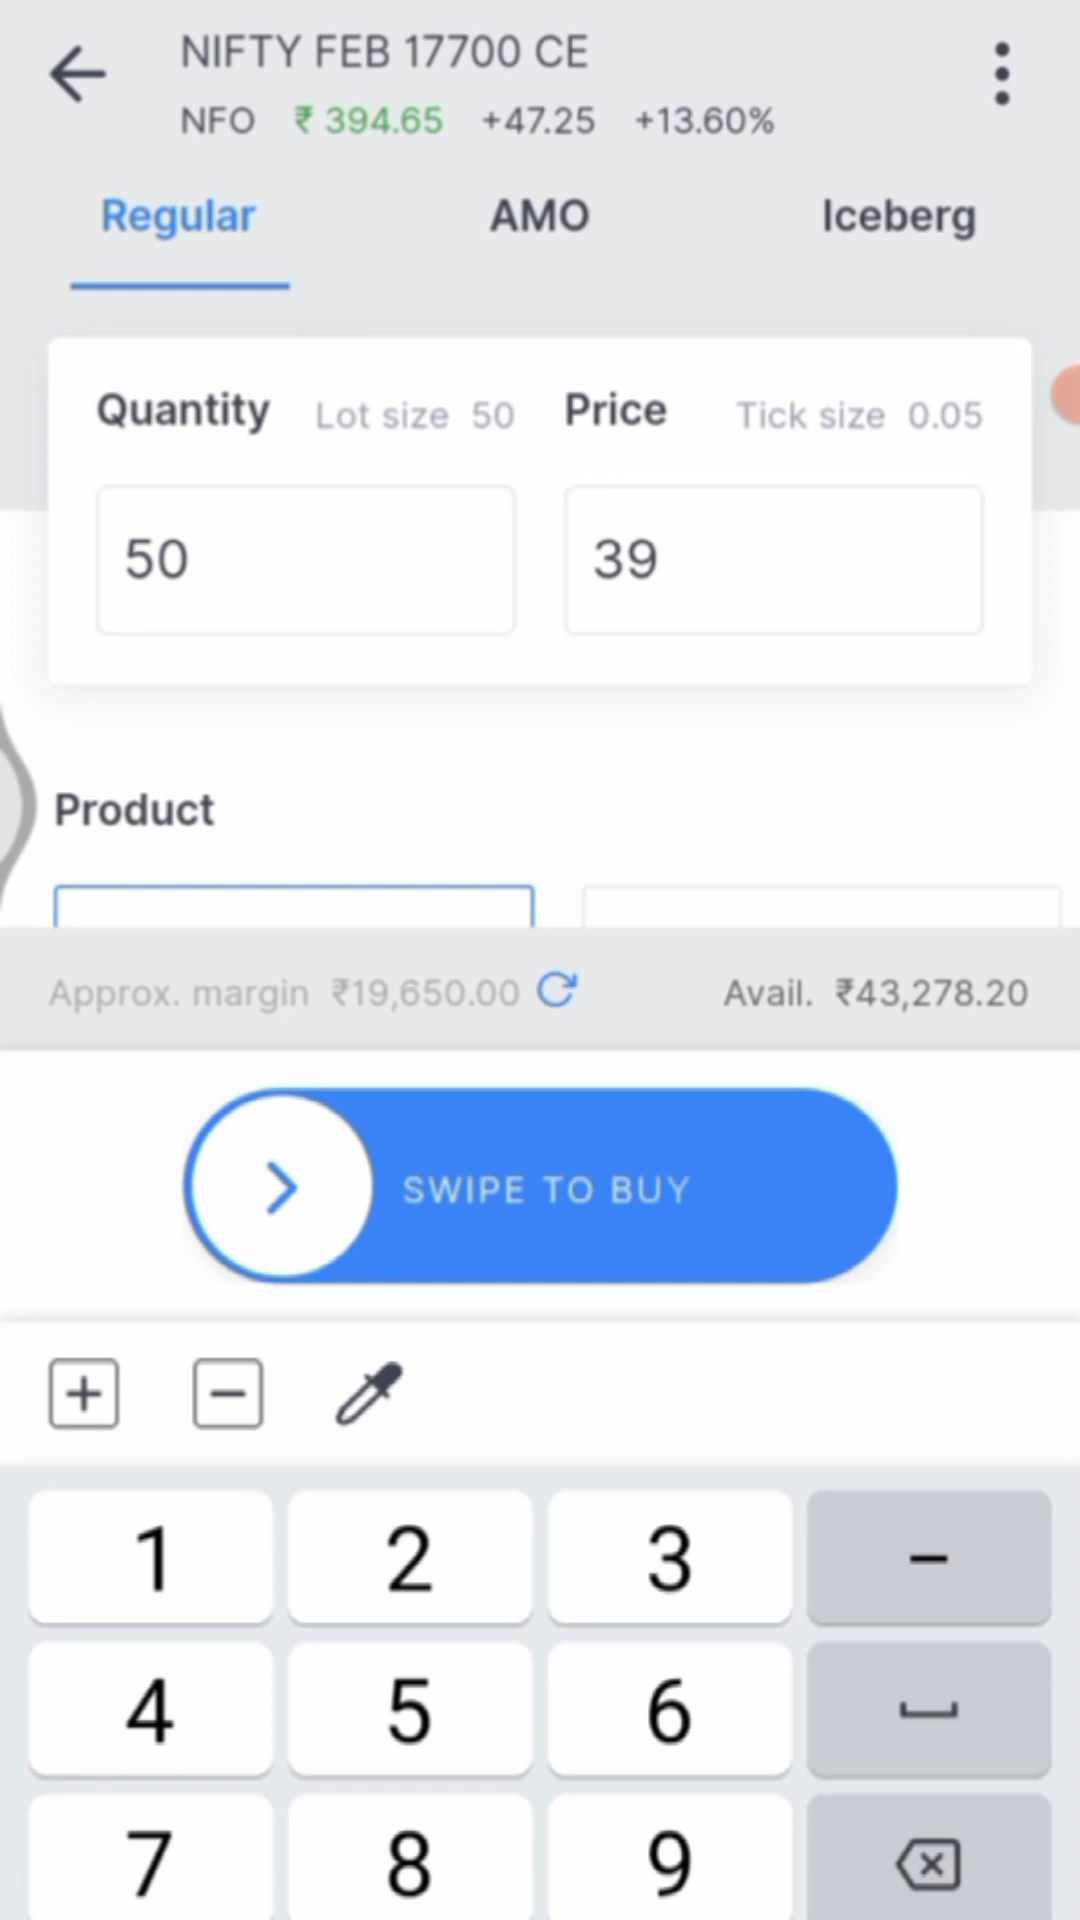 NIFTY FEB 17700 CE
NFO ₹ 394.65 +47.25 +13.60%
Regular AMO Iceberg
Quantity Lot size 50 Price Tick size 0.05
50 39
Product
Approx. margin ₹19,650.00 Avail. ₹43,278.20
SWIPE TO BUY
1 2 3 –
4 5 6
7 8 9